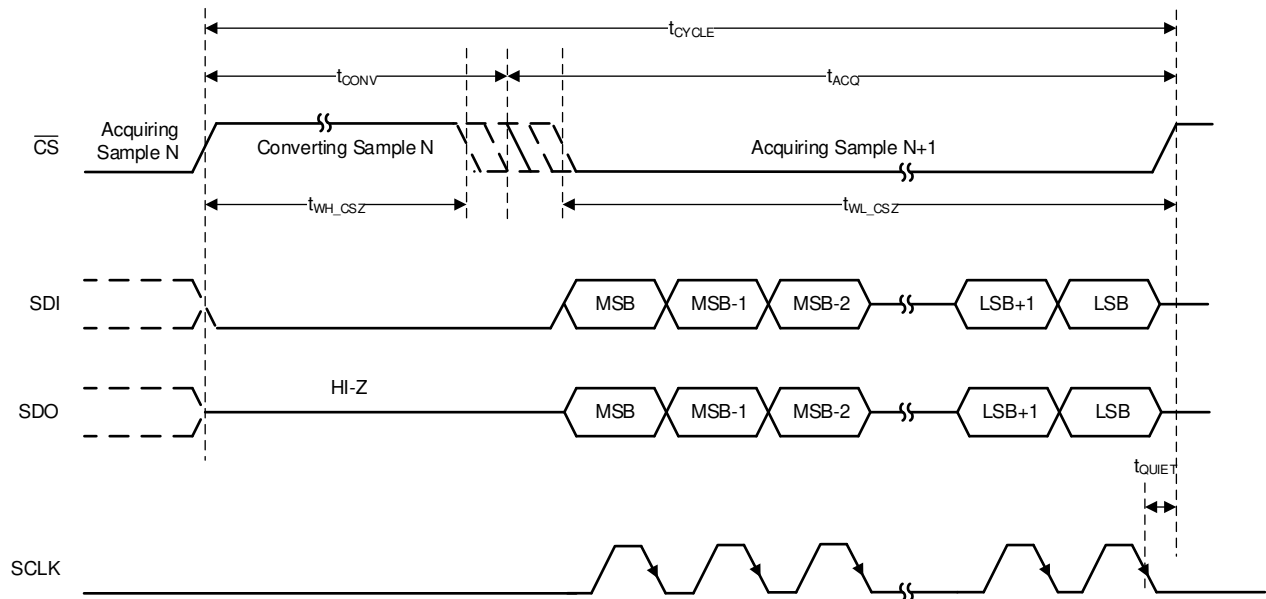 tCYCLE
tCONV
tACQ
CS
Acquiring
Sample N
Converting Sample N
Acquiring Sample N+1
tWH_CSZ
tWL_CSZ
SDI
MSB
MSB-1
MSB-2
LSB+1
LSB
HI-Z
SDO
MSB
MSB-1
MSB-2
LSB+1
LSB
tQUIET
SCLK